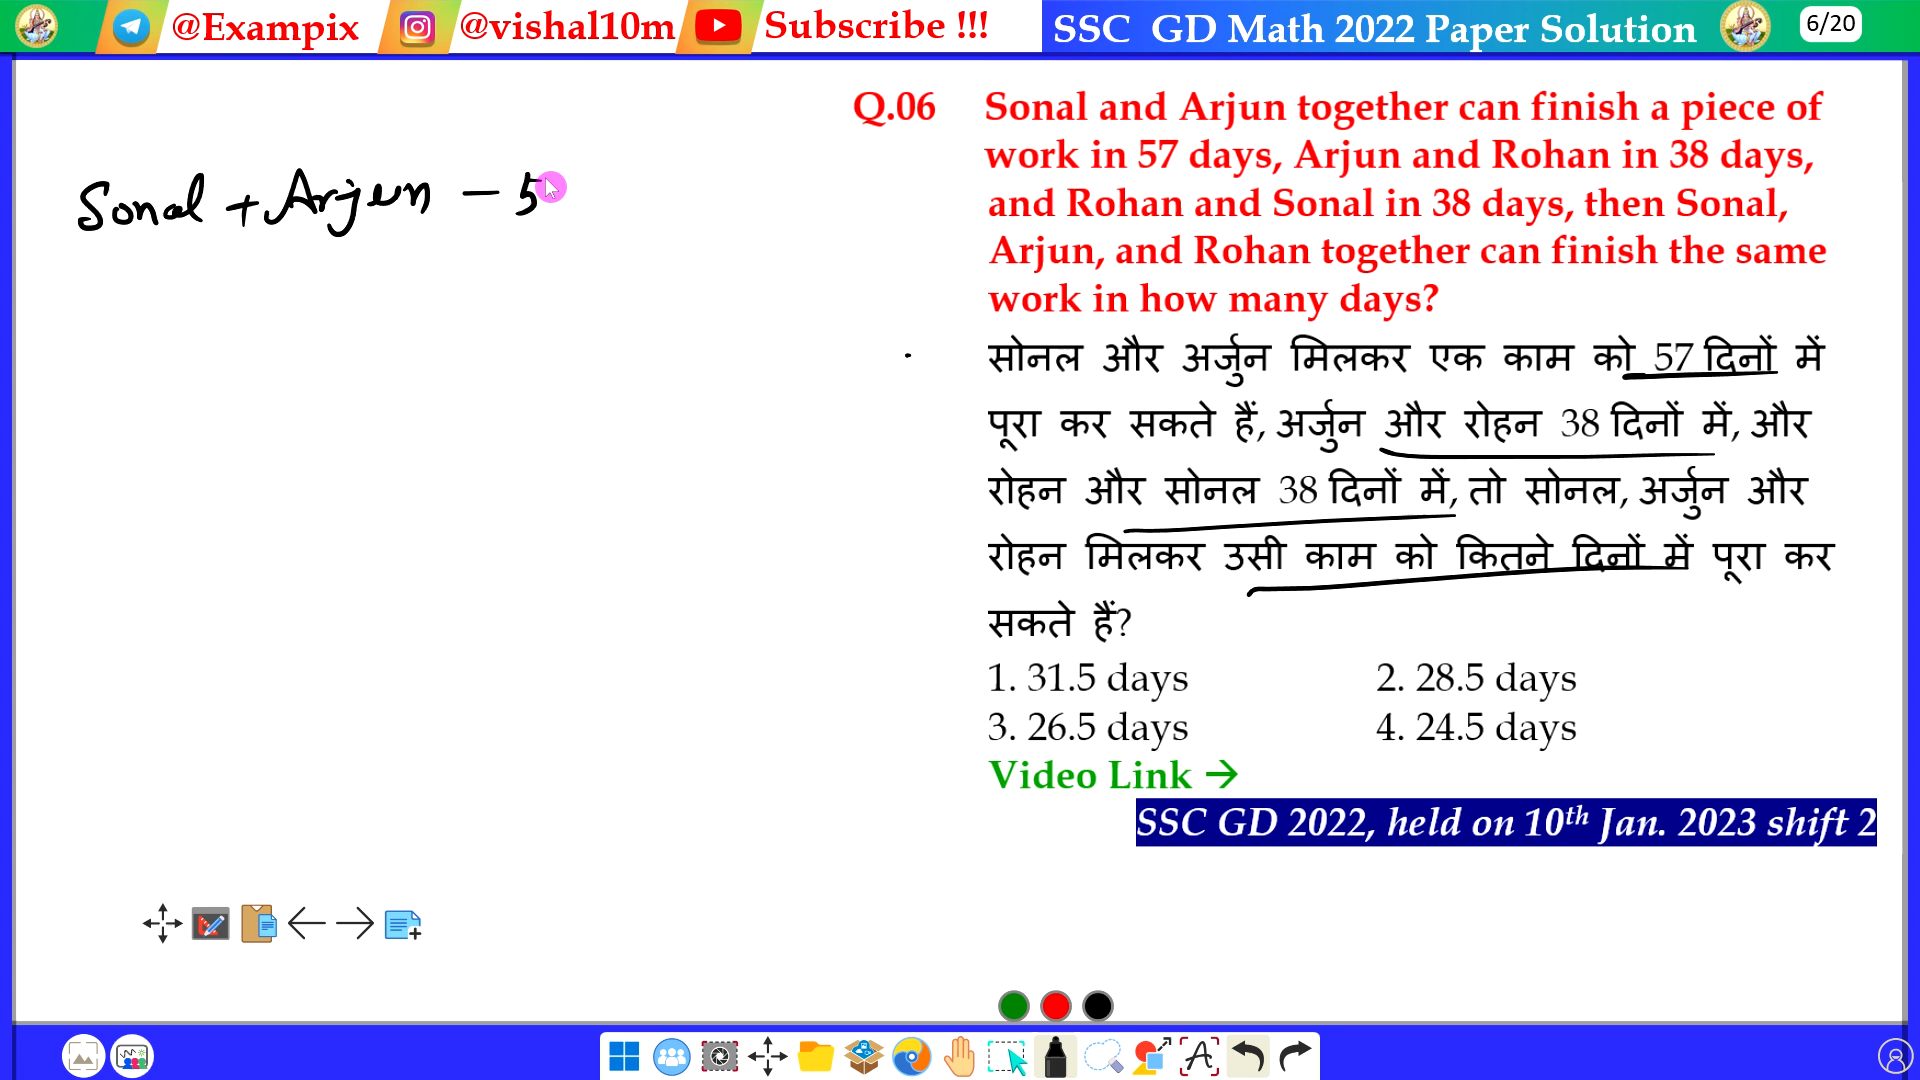 @Exampix @vishal10m Subscribe !!! SSC GD Math 2022 Paper Solution 6/20
Sonal + Arjun - 5
Q.06 Sonal and Arjun together can finish a piece of
work in 57 days, Arjun and Rohan in 38 days,
and Rohan and Sonal in 38 days, then Sonal,
Arjun, and Rohan together can finish the same
work in how many days?
सोनल और अर्जुन मिलकर एक काम को 57 दिनों में
पूरा कर सकते हैं, अर्जुन और रोहन 38 दिनों में, और
रोहन और सोनल 38 दिनों में, तो सोनल, अर्जुन और
रोहन मिलकर उसी काम को कितने दिनों में पूरा कर
सकते हैं?
1. 31.5 days 2. 28.5 days
3. 26.5 days 4. 24.5 days
Video Link →
SSC GD 2022, held on 10th Jan. 2023 shift 2